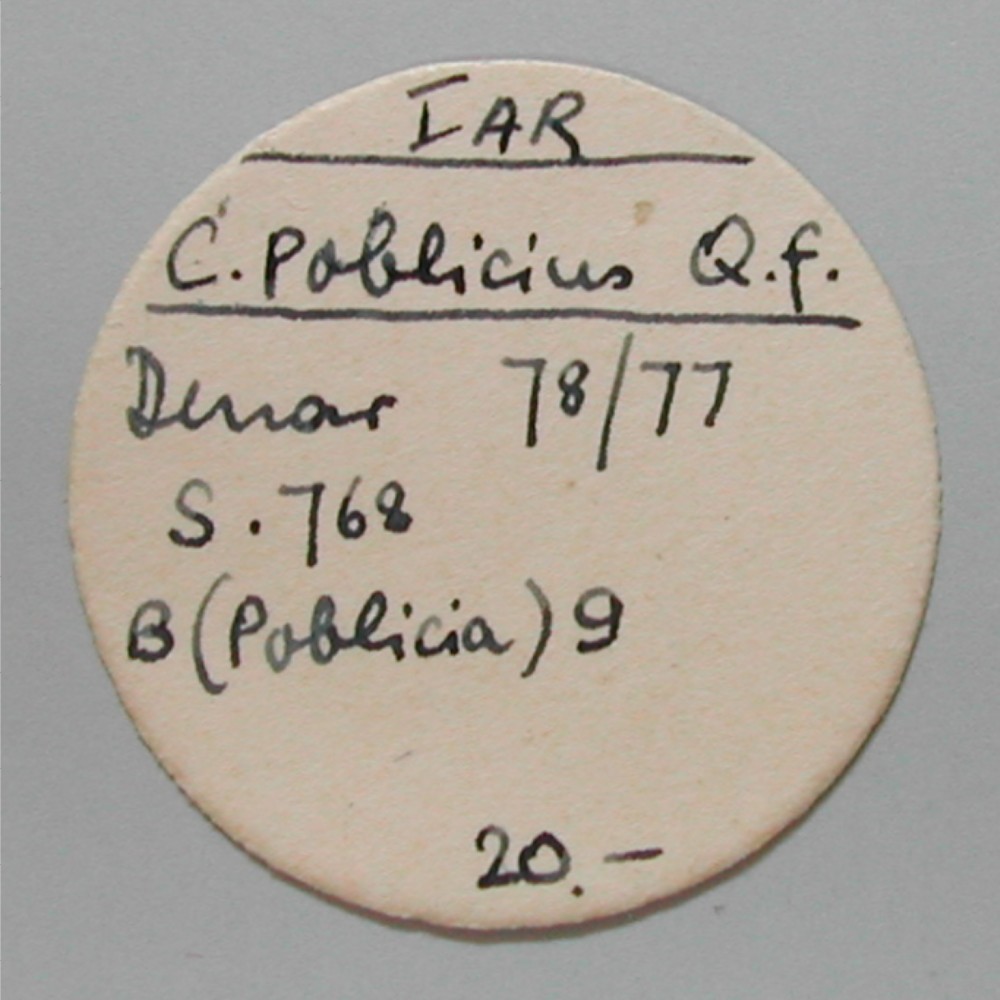 IAR
C. Poblicius Q.f.
Denar 78/77
S. 768
B (Poblicia) 9
20.—